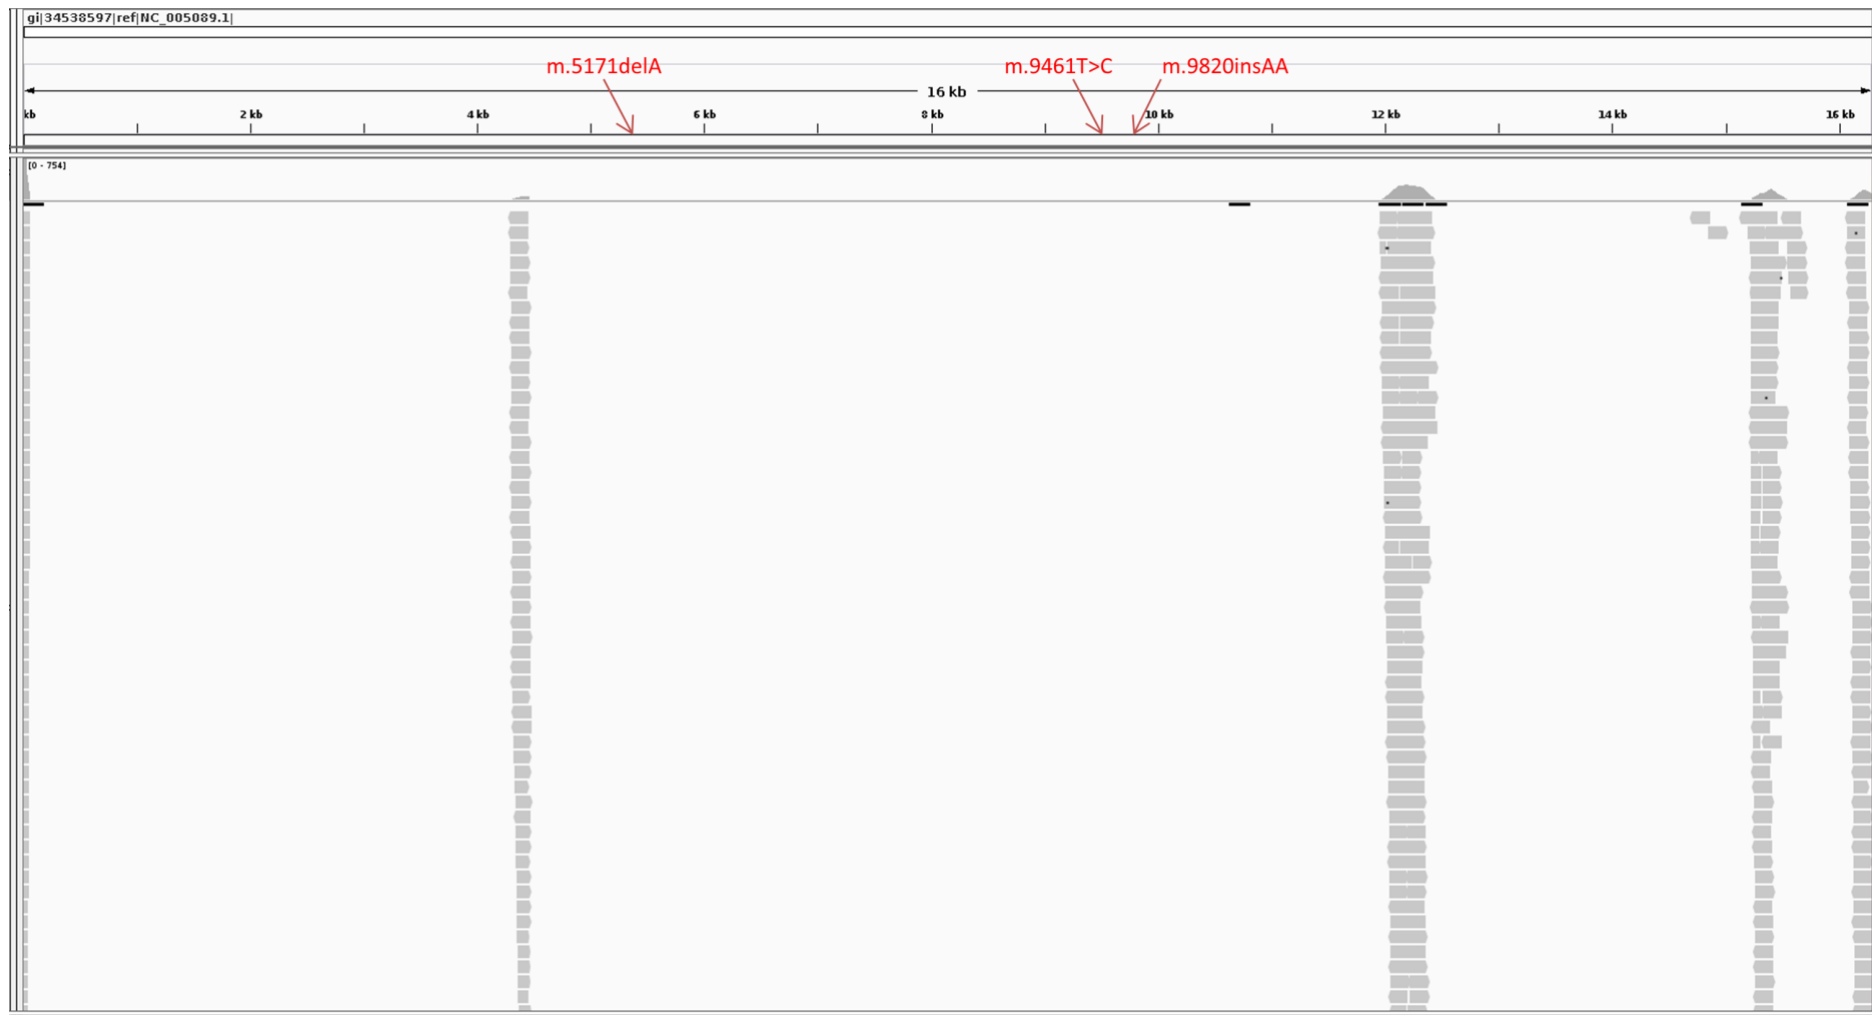 gi|34538597|ref|NC_005089.1|
m.5171delA m.9461T>C m.9820insAA
16 kb
kb 2 kb 4 kb 6 kb 8 kb 10 kb 12 kb 14 kb 16 kb
[0 - 754]